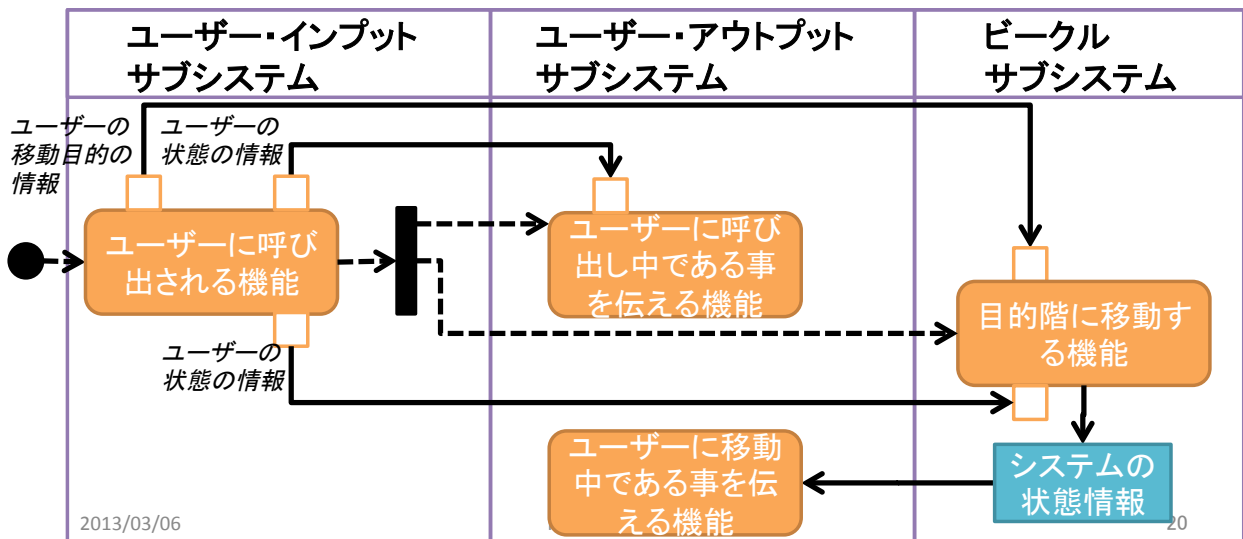 ユーザー・インプット
サブシステム
ユーザー・アウトプット
サブシステム
ビークル
サブシステム
ユーザーの
移動目的の
情報
ユーザーの
状態の情報
ユーザーに呼び
出される機能
ユーザーに呼び
出し中である事
を伝える機能
目的階に移動す
る機能
ユーザーの
状態の情報
ユーザーに移動
中である事を伝
える機能
システムの
状態情報
2013/03/06
20